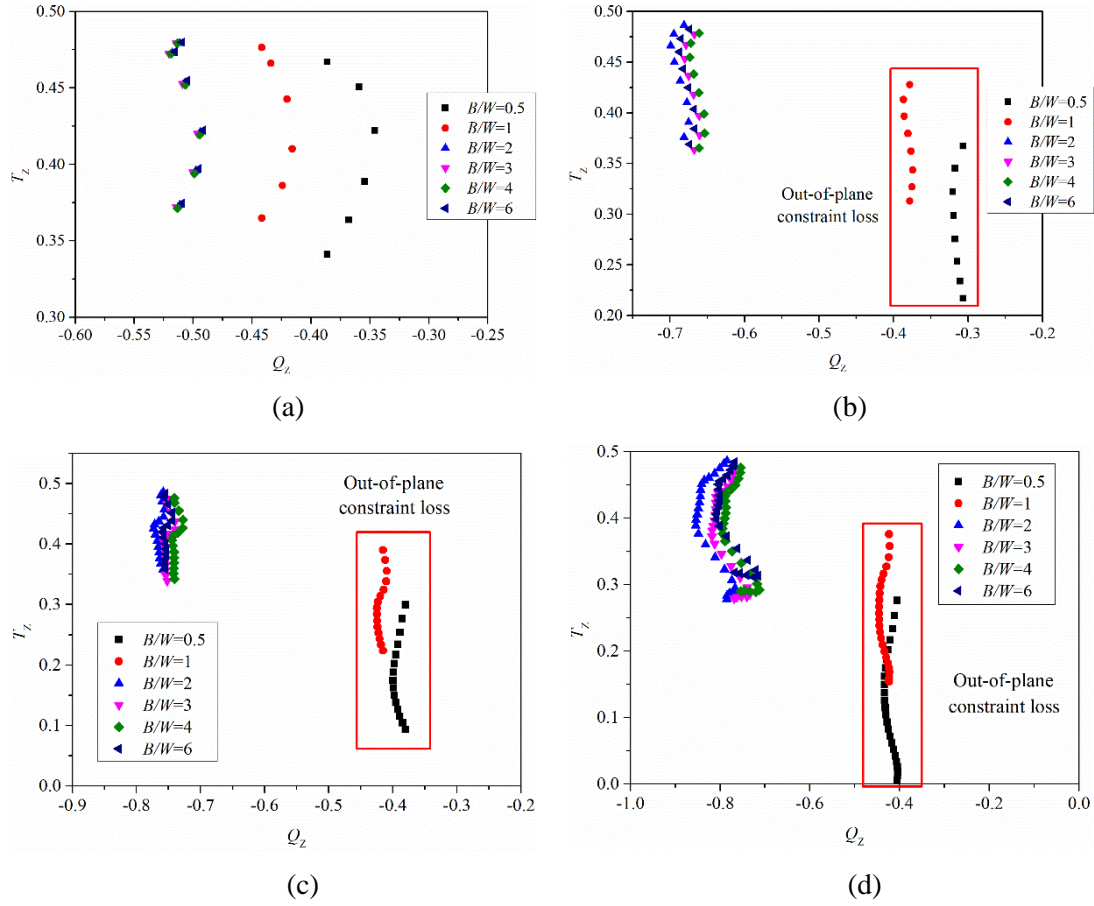 0.50
0.45
0.40
0.35
0.30
-0.60
-0.55
-0.50
-0.45
-0.40
-0.35
-0.30
-0.25
T_Z
Q_Z
B/W=0.5
B/W=1
B/W=2
B/W=3
B/W=4
B/W=6
(a)
0.50
0.45
0.40
0.35
0.30
0.25
0.20
-0.7
-0.6
-0.5
-0.4
-0.3
-0.2
T_Z
Q_Z
Out-of-plane
constraint loss
B/W=0.5
B/W=1
B/W=2
B/W=3
B/W=4
B/W=6
(b)
0.5
0.4
0.3
0.2
0.1
0.0
-0.9
-0.8
-0.7
-0.6
-0.5
-0.4
-0.3
-0.2
T_Z
Q_Z
Out-of-plane
constraint loss
B/W=0.5
B/W=1
B/W=2
B/W=3
B/W=4
B/W=6
(c)
0.5
0.4
0.3
0.2
0.1
0.0
-1.0
-0.8
-0.6
-0.4
-0.2
0.0
T_Z
Q_Z
B/W=0.5
B/W=1
B/W=2
B/W=3
B/W=4
B/W=6
Out-of-plane
constraint loss
(d)